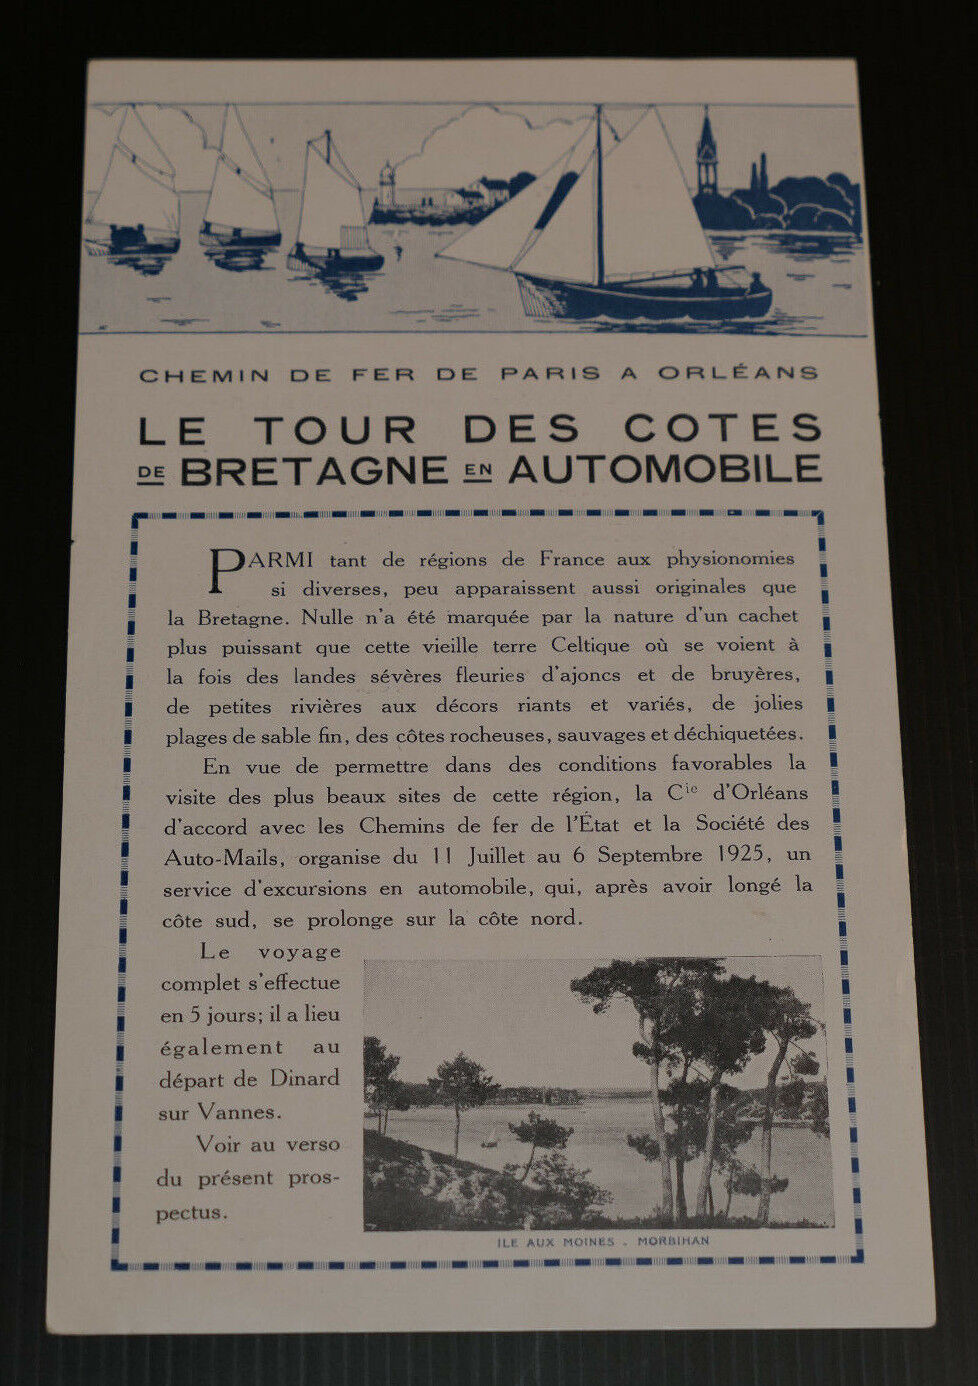 CHEMIN DE FER DE PARIS A ORLÉANS
LE TOUR DES COTES
DE BRETAGNE EN AUTOMOBILE
PARMI tant de régions de France aux physionomies
si diverses, peu apparaissent aussi originales que
la Bretagne. Nulle n'a été marquée par la nature d'un cachet
plus puissant que cette vieille terre Celtique où se voient à
la fois des landes sévères fleuries d'ajoncs et de bruyères,
de petites rivières aux décors riants et variés, de jolies
plages de sable fin, des côtes rocheuses, sauvages et déchiquetées.
En vue de permettre dans des conditions favorables la
visite des plus beaux sites de cette région, la Cie d'Orléans
d'accord avec les Chemins de fer de l'État et la Société des
Auto-Mails, organise du 11 Juillet au 6 Septembre 1925, un
service d'excursions en automobile, qui, après avoir longé la
côte sud, se prolonge sur la côte nord.
Le voyage
complet s'effectue
en 5 jours; il a lieu
également au
départ de Dinard
sur Vannes.
Voir au verso
du présent pros-
pectus.
ILE AUX MOINES - MORBIHAN